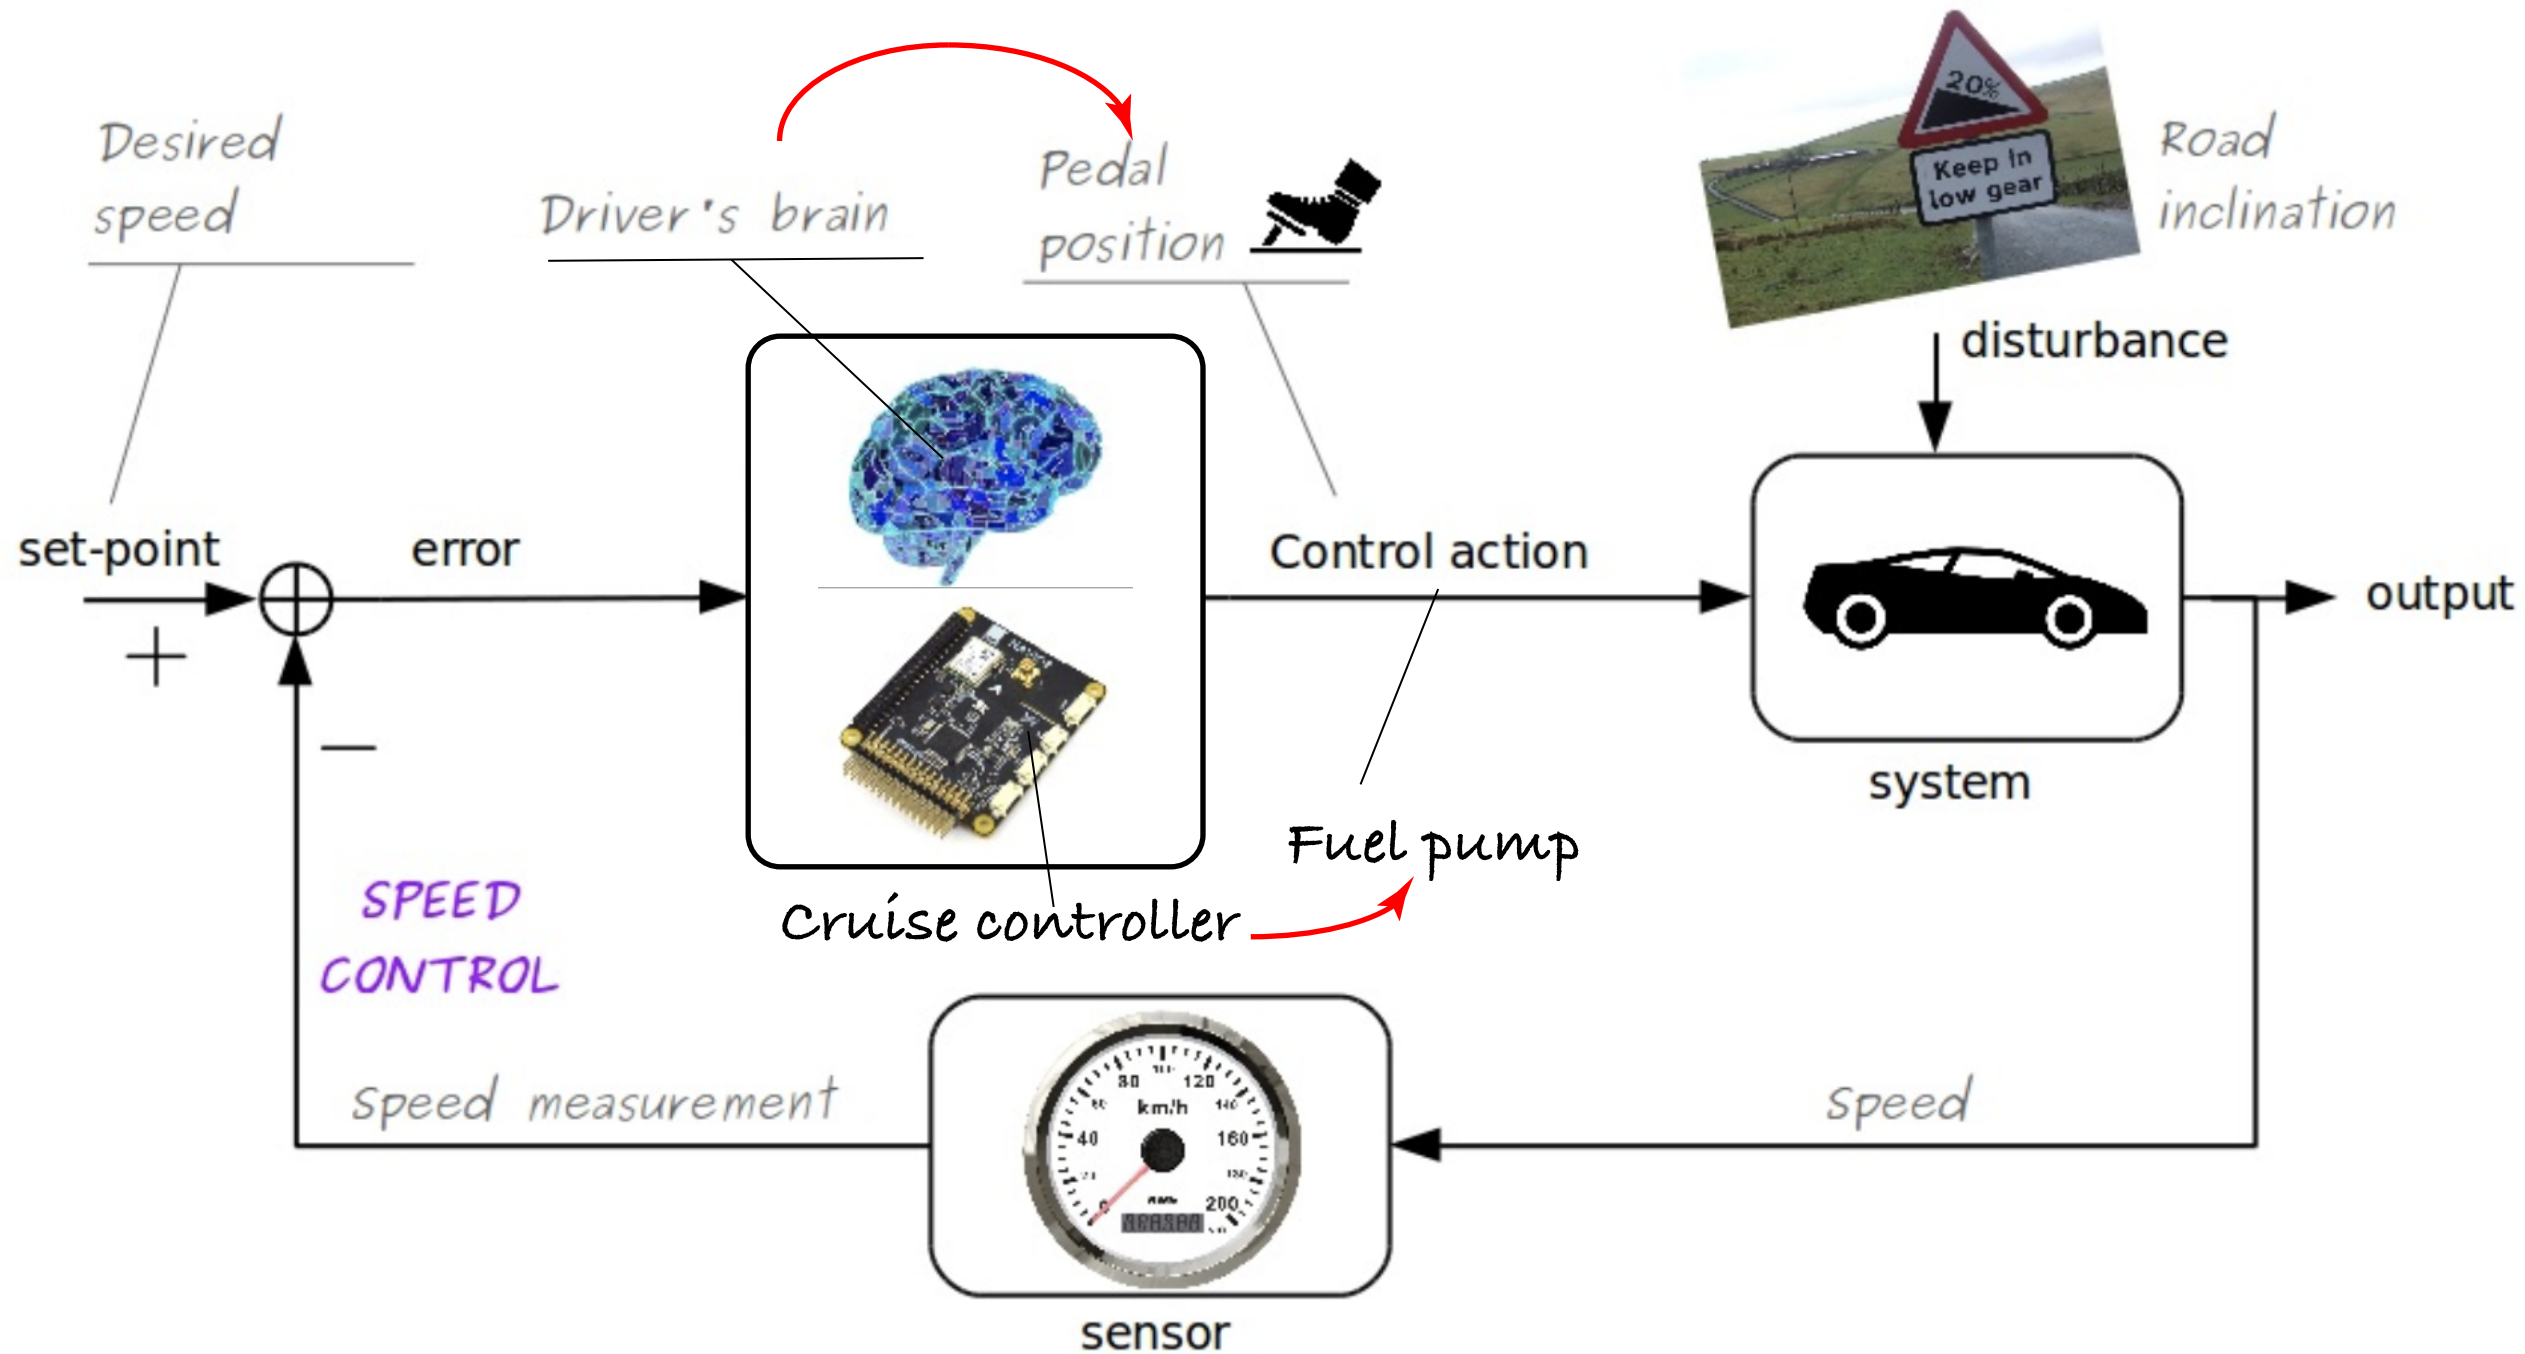 Desired
speed
Driver's brain
Pedal
position
20%
Keep in
low gear
Road
inclination
disturbance
set-point
error
Control action
output
+
—
system
Fuel pump
Cruise controller
SPEED
CONTROL
Speed measurement
Speed
80
120
km/h
140
40
160
200
sensor